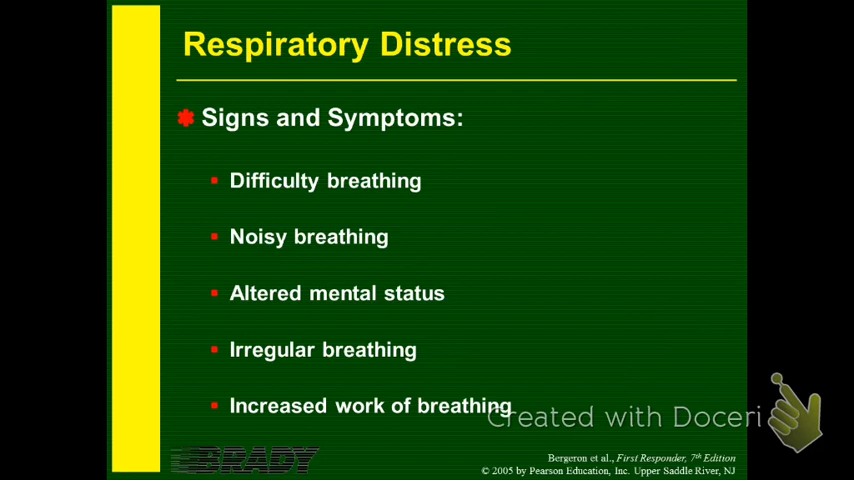 Respiratory Distress
Signs and Symptoms:
Difficulty breathing
Noisy breathing
Altered mental status
Irregular breathing
Increased work of breathing
Created with Doceri
BRADY
Bergeron et al., First Responder, 7th Edition
© 2005 by Pearson Education, Inc. Upper Saddle River, NJ